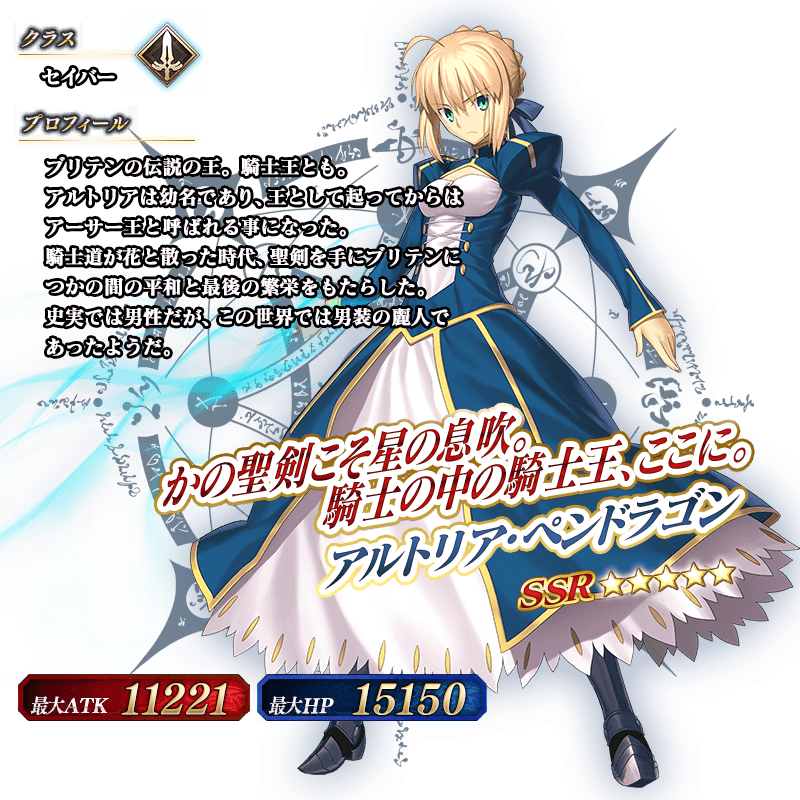 クラス
セイバー
プロフィール
ブリテンの伝説の王。騎士王とも。
アルトリアは幼名であり、王として起ってからは
アーサー王と呼ばれる事になった。
騎士道が花と散った時代、聖剣を手にブリテンに
つかの間の平和と最後の繁栄をもたらした。
史実では男性だが、この世界では男装の麗人で
あったようだ。
かの聖剣こそ星の息吹。
騎士の中の騎士王、ここに。
アルトリア・ペンドラゴン
SSR ★★★★★
最大ATK 11221
最大HP 15150